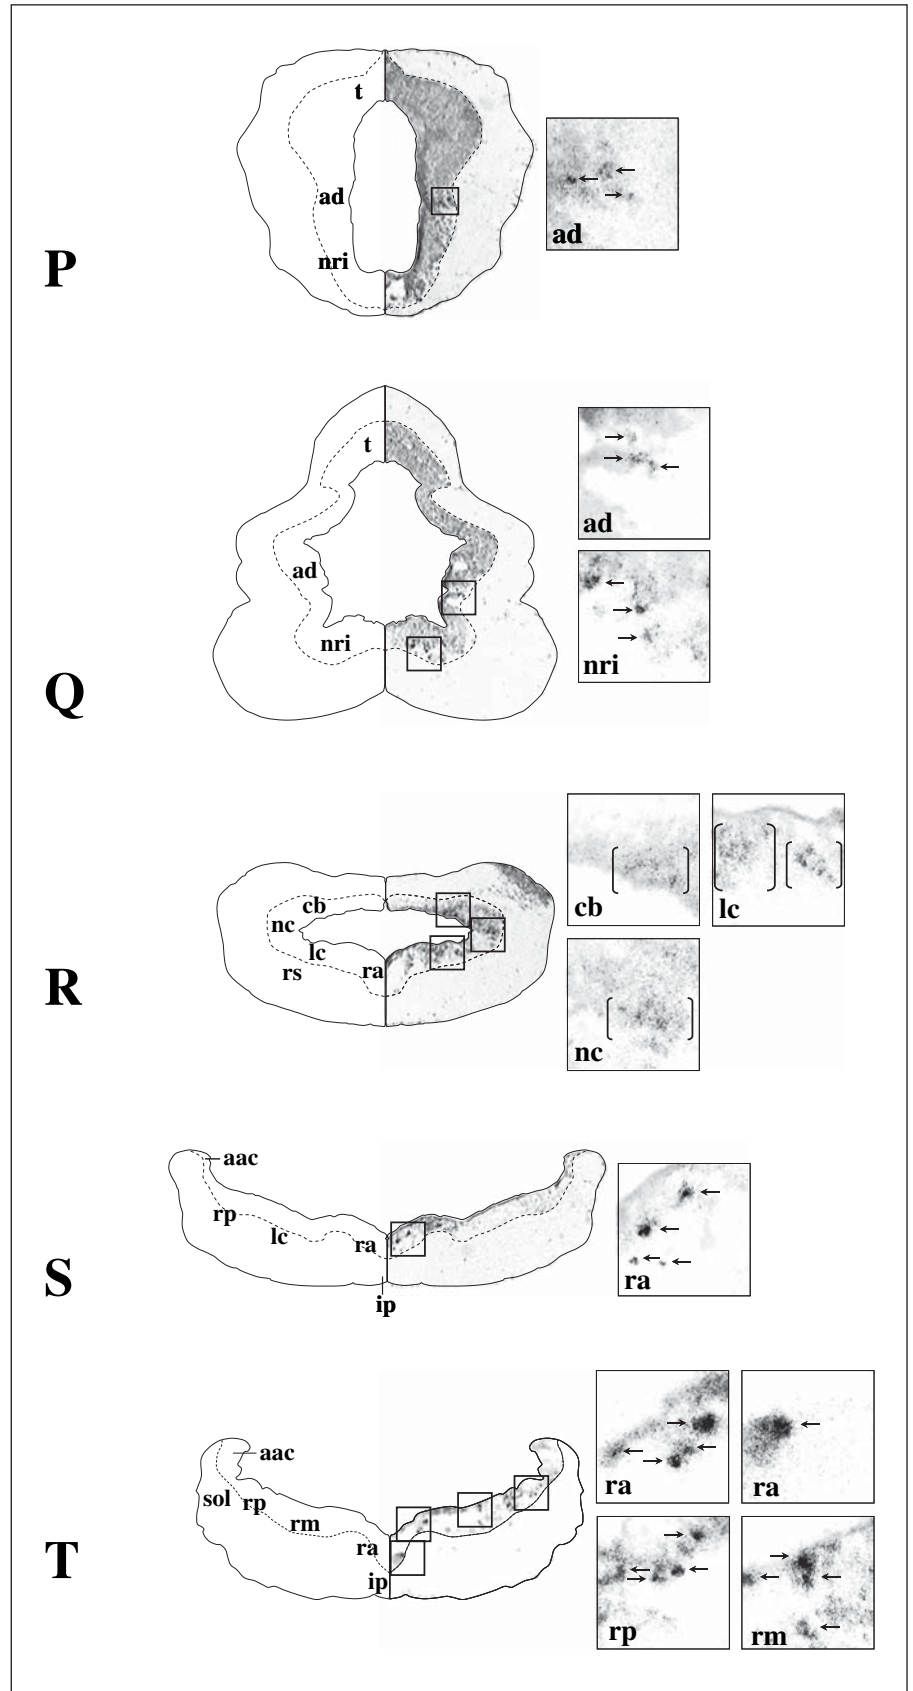 t
ad
nri
P
ad
t
ad
nri
Q
ad
nri
cb
nc
lc
rs
ra
R
cb
lc
nc
aac
rp
lc
ra
ip
S
ra
aac
sol
rp
rm
ra
ip
T
ra
ra
rp
rm